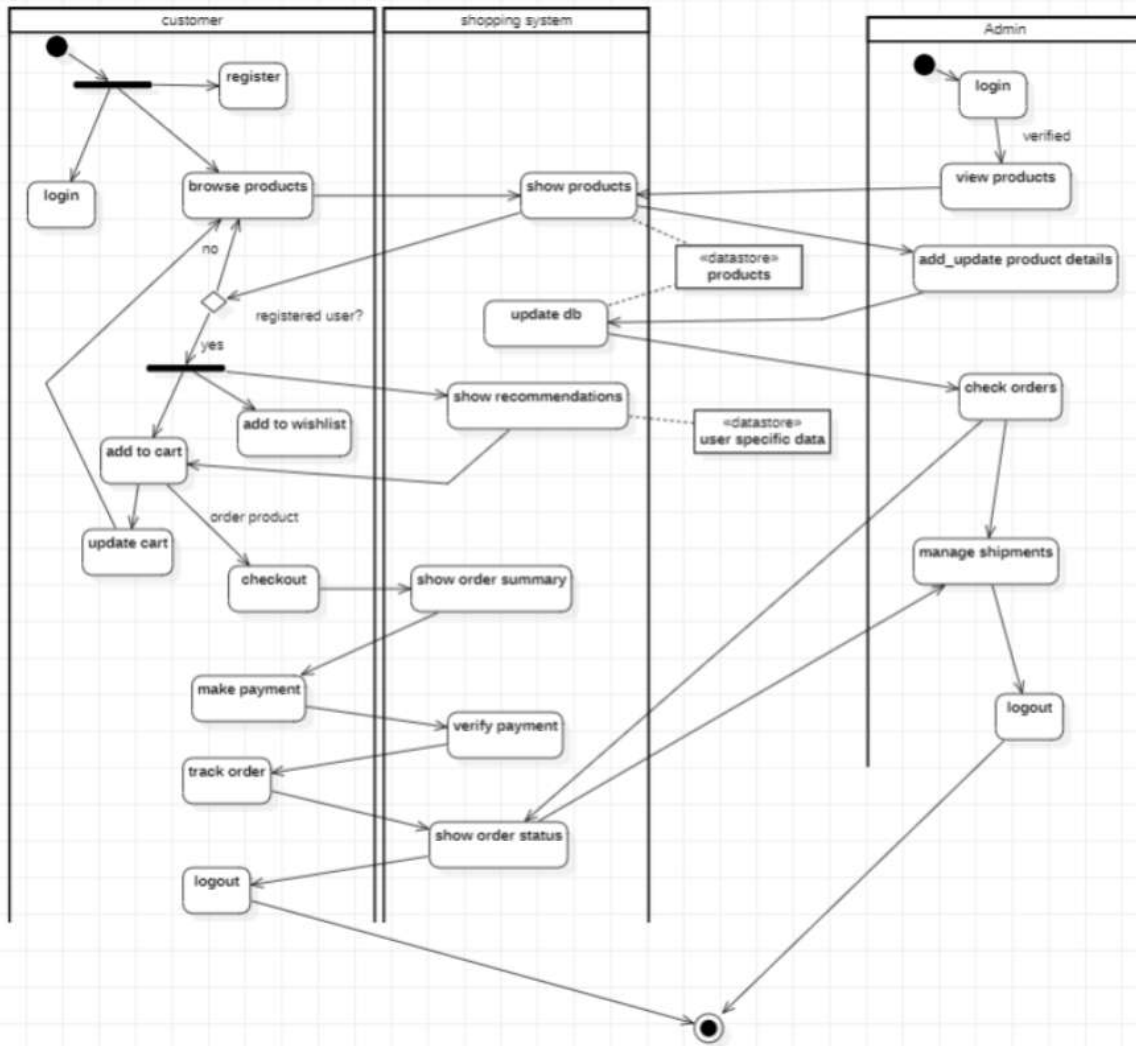 customer
shopping system
Admin
register
login
verified
login
browse products
show products
view products
no
«datastore»
products
add_update product details
registered user?
update db
yes
show recommendations
check orders
add to wishlist
«datastore»
user specific data
add to cart
order product
update cart
manage shipments
checkout
show order summary
make payment
logout
verify payment
track order
show order status
logout